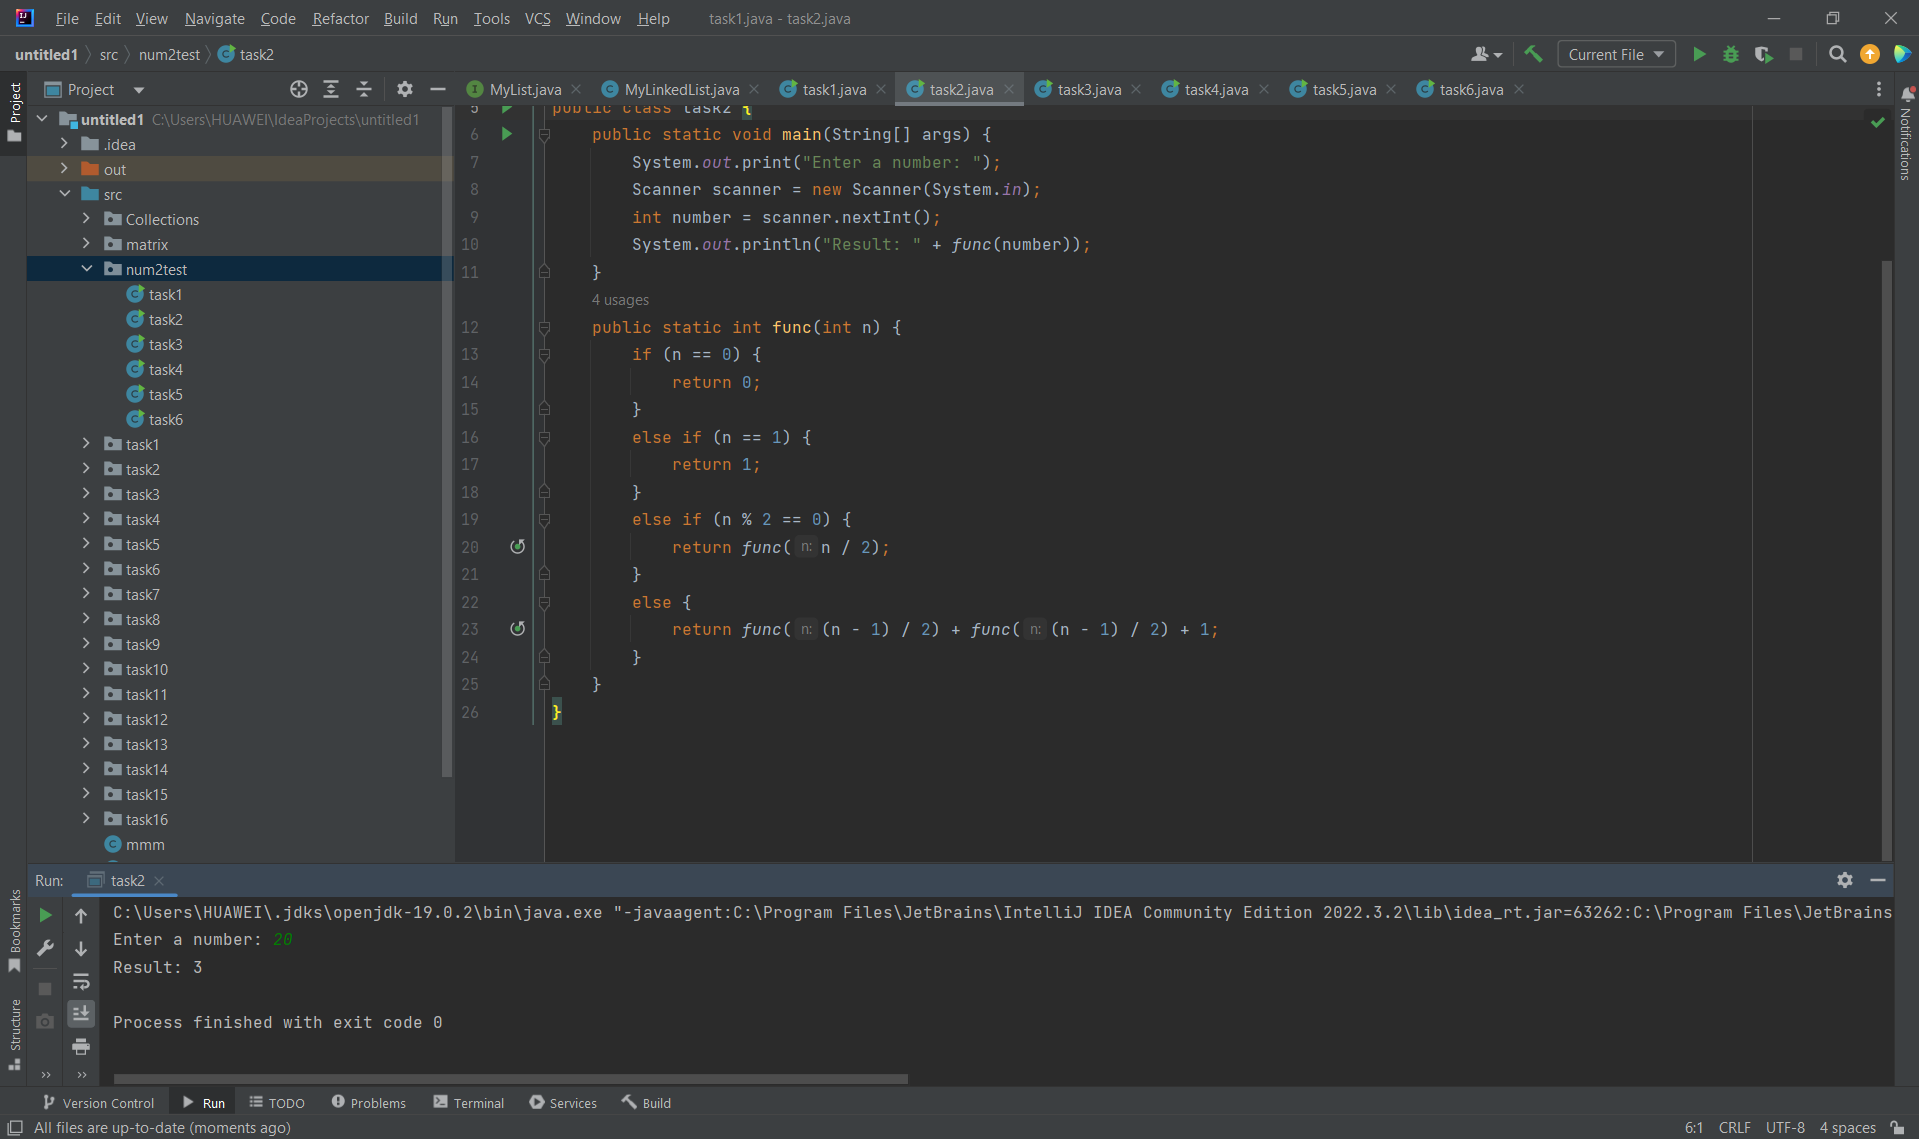 File Edit View Navigate Code Refactor Build Run Tools VCS Window Help task1.java - task2.java
untitled1 src num2test task2
Current File
Project
MyList.java MyLinkedList.java task1.java task2.java task3.java task4.java task5.java task6.java
Project
Notifications
untitled1 C:\Users\HUAWEI\IdeaProjects\untitled1
.idea
out
src
Collections
matrix
num2test
task1
task2
task3
task4
task5
task6
task1
task2
task3
task4
task5
task6
task7
task8
task9
task10
task11
task12
task13
task14
task15
task16
mmm
5 public class task2 {
6 public static void main(String[] args) {
7 System.out.print("Enter a number: ");
8 Scanner scanner = new Scanner(System.in);
9 int number = scanner.nextInt();
10 System.out.println("Result: " + func(number));
11 }
4 usages
12 public static int func(int n) {
13 if (n == 0) {
14 return 0;
15 }
16 else if (n == 1) {
17 return 1;
18 }
19 else if (n % 2 == 0) {
20 return func( n: n / 2);
21 }
22 else {
23 return func( n: (n - 1) / 2) + func( n: (n - 1) / 2) + 1;
24 }
25 }
26 }
Run: task2
Bookmarks
Structure
C:\Users\HUAWEI\.jdks\openjdk-19.0.2\bin\java.exe "-javaagent:C:\Program Files\JetBrains\IntelliJ IDEA Community Edition 2022.3.2\lib\idea_rt.jar=63262:C:\Program Files\JetBrains
Enter a number: 20
Result: 3
Process finished with exit code 0
Version Control Run TODO Problems Terminal Services Build
All files are up-to-date (moments ago) 6:1 CRLF UTF-8 4 spaces